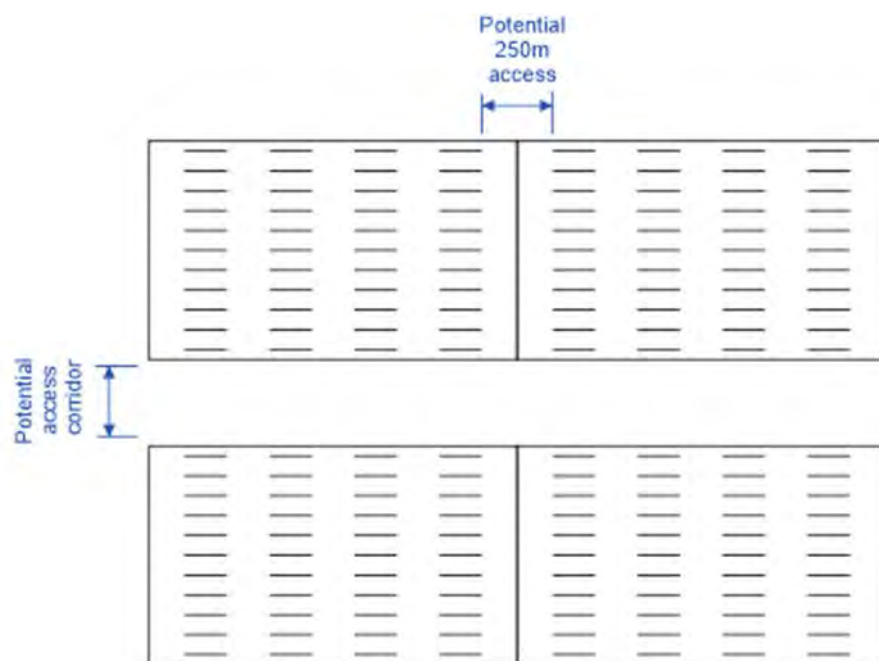 Potential
250m
access
Potential
access
corridor